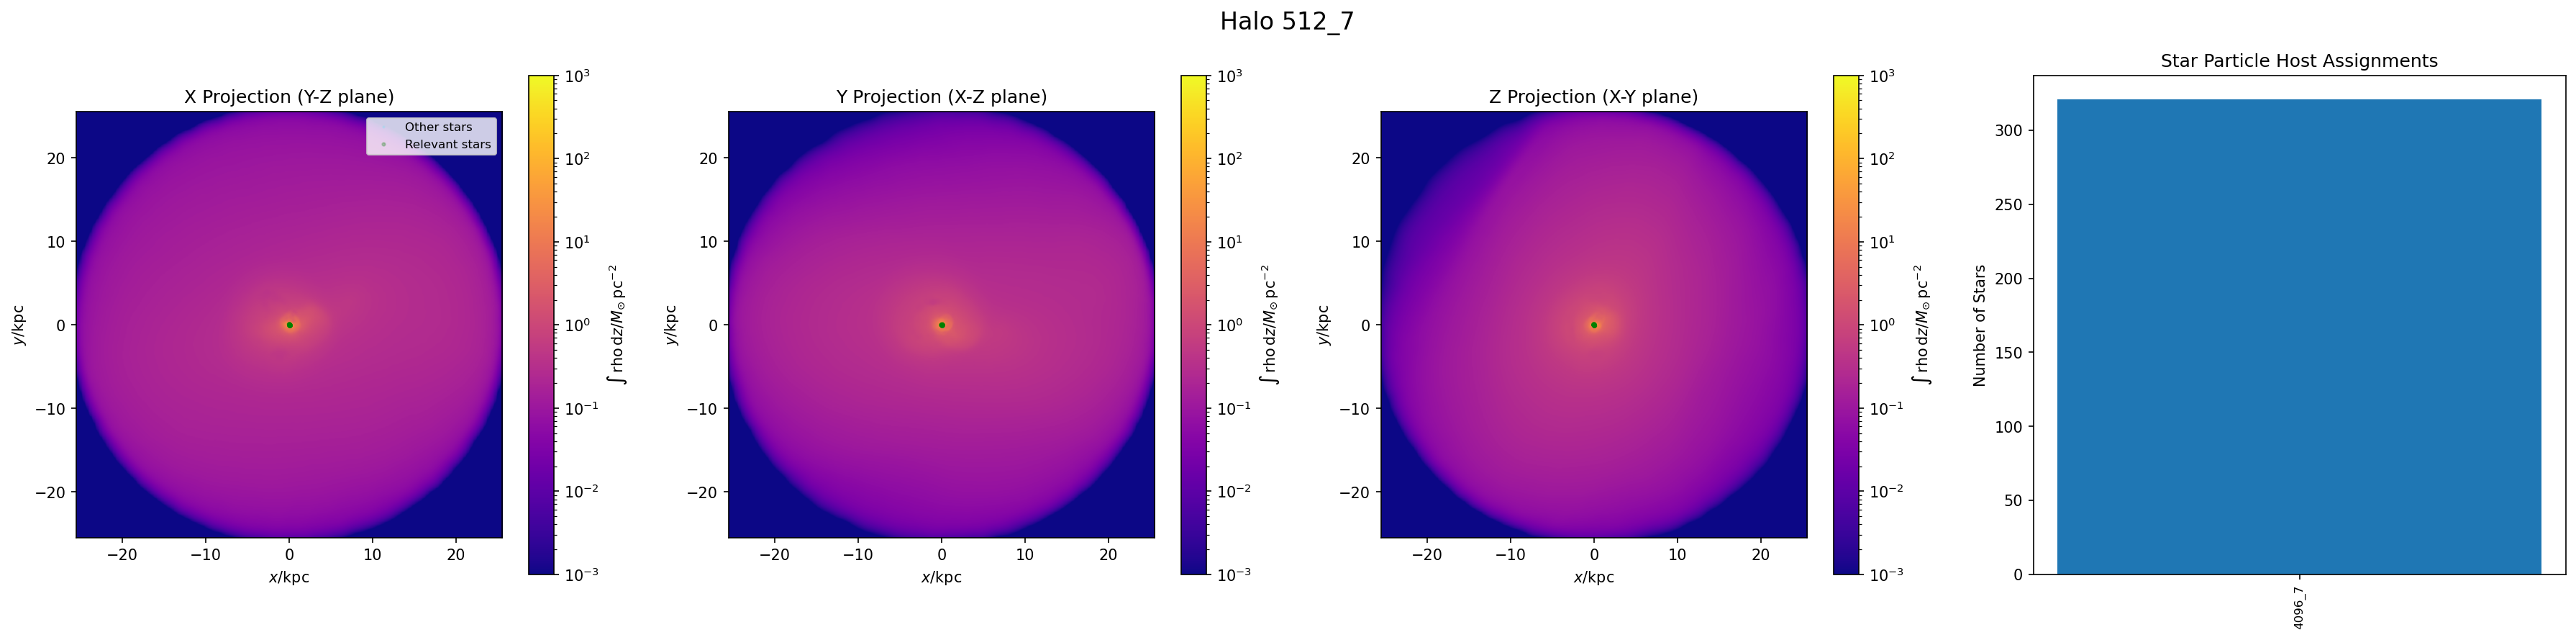 Halo 512_7
X Projection (Y-Z plane)
Other stars
Relevant stars
20
10
0
−10
−20
y/kpc
−20 −10 0 10 20
x/kpc
10³
10²
10¹
10⁰
10⁻¹
10⁻²
10⁻³
∫ rho dz/M⊙ pc⁻²
Y Projection (X-Z plane)
20
10
0
−10
−20
y/kpc
−20 −10 0 10 20
x/kpc
10³
10²
10¹
10⁰
10⁻¹
10⁻²
10⁻³
∫ rho dz/M⊙ pc⁻²
Z Projection (X-Y plane)
20
10
0
−10
−20
y/kpc
−20 −10 0 10 20
x/kpc
10³
10²
10¹
10⁰
10⁻¹
10⁻²
10⁻³
∫ rho dz/M⊙ pc⁻²
Star Particle Host Assignments
300
250
200
150
100
50
0
Number of Stars
4096_7